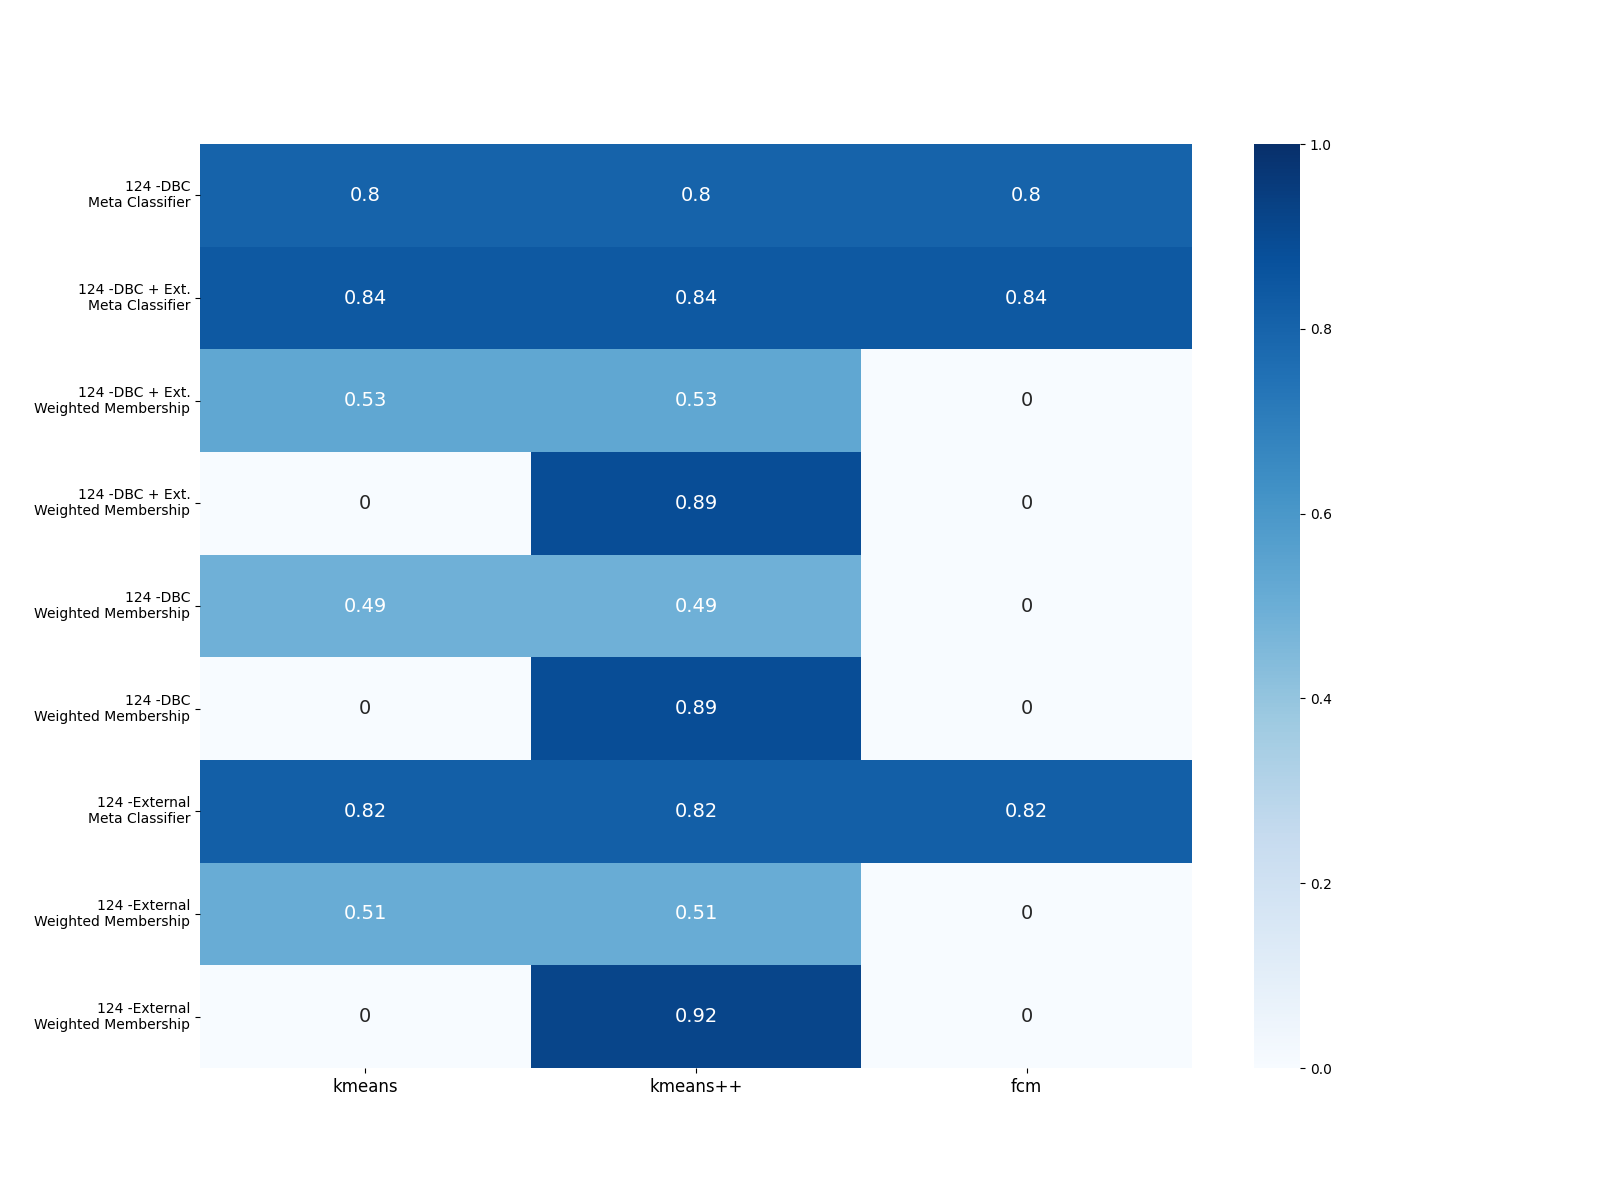 124 -DBC
Meta Classifier
0.8 0.8 0.8
124 -DBC + Ext.
Meta Classifier
0.84 0.84 0.84
124 -DBC + Ext.
Weighted Membership
0.53 0.53 0
124 -DBC + Ext.
Weighted Membership
0 0.89 0
124 -DBC
Weighted Membership
0.49 0.49 0
124 -DBC
Weighted Membership
0 0.89 0
124 -External
Meta Classifier
0.82 0.82 0.82
124 -External
Weighted Membership
0.51 0.51 0
124 -External
Weighted Membership
0 0.92 0
kmeans kmeans++ fcm
1.0
0.8
0.6
0.4
0.2
0.0